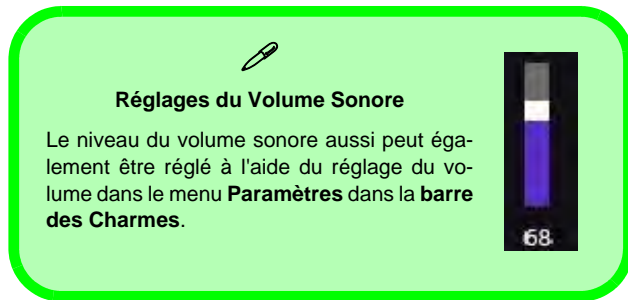 Réglages du Volume Sonore
Le niveau du volume sonore aussi peut éga-
lement être réglé à l'aide du réglage du vo-
lume dans le menu Paramètres dans la barre
des Charmes.
68